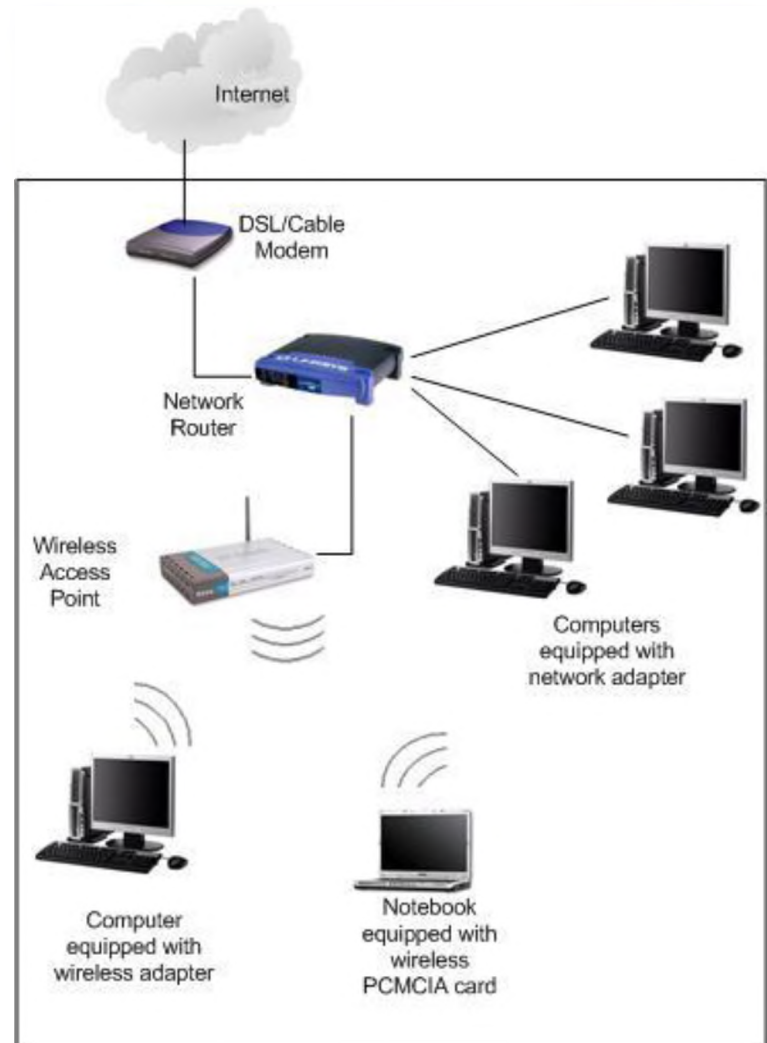 Internet
DSL/Cable
Modem
LINKSYS
Network
Router
Wireless
Access
Point
Computers
equipped with
network adapter
Computer
equipped with
wireless adapter
Notebook
equipped with
wireless
PCMCIA card